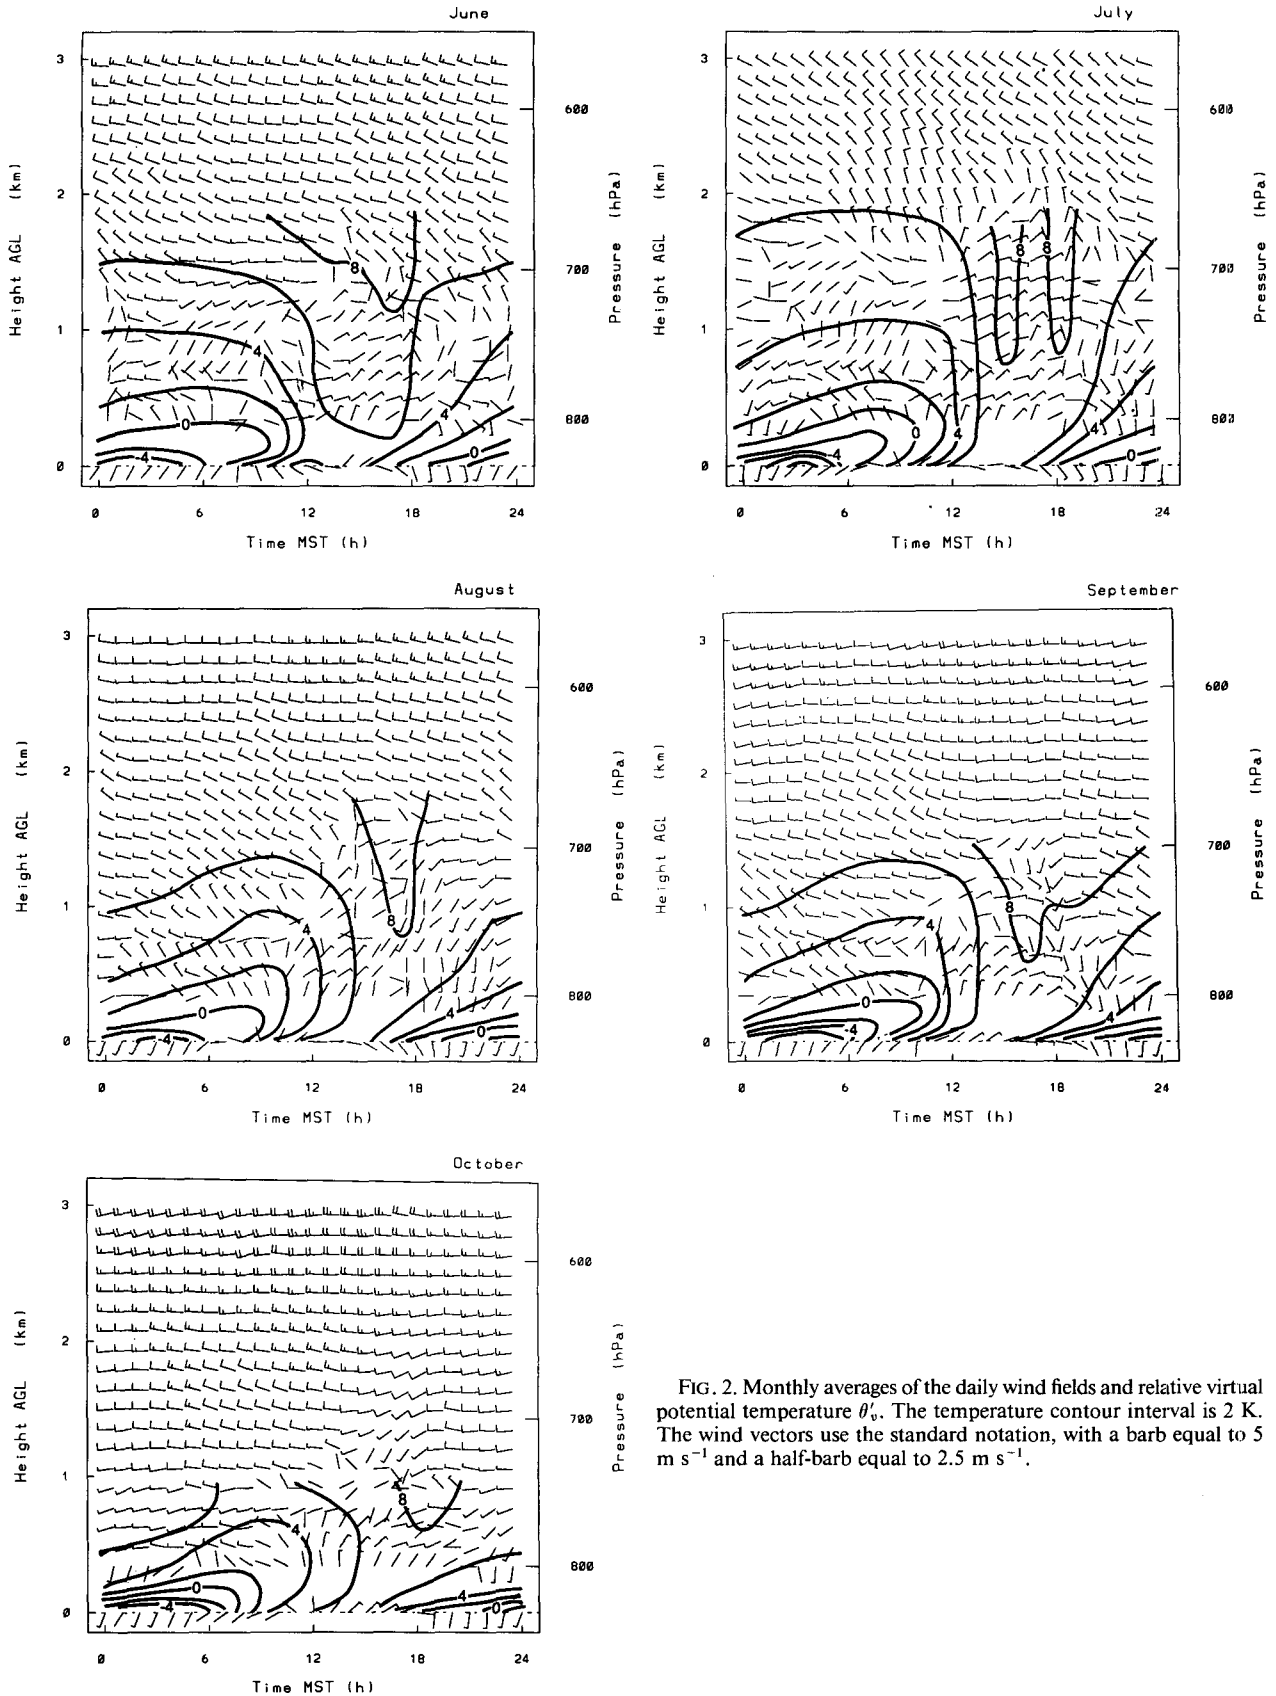 June
3
2
1
0
Height AGL (km)
600
700
800
Pressure (hPa)
8
4
0
-4
4
0
0 6 12 18 24
Time MST (h)
July
3
2
1
0
Height AGL (km)
600
700
800
Pressure (hPa)
8 8
0 4 4
-4
0
0 6 12 18 24
Time MST (h)
August
3
2
1
0
Height AGL (km)
600
700
800
Pressure (hPa)
8
4
0
-4
4
0
0 6 12 18 24
Time MST (h)
September
3
2
1
0
Height AGL (km)
600
700
800
Pressure (hPa)
8
4
0
-4
4
0
0 6 12 18 24
Time MST (h)
October
3
2
1
0
Height AGL (km)
600
700
800
Pressure (hPa)
8
4
0
-4
4
0
0 6 12 18 24
Time MST (h)
FIG. 2. Monthly averages of the daily wind fields and relative virtual
potential temperature θ′ᵥ. The temperature contour interval is 2 K.
The wind vectors use the standard notation, with a barb equal to 5
m s⁻¹ and a half-barb equal to 2.5 m s⁻¹.